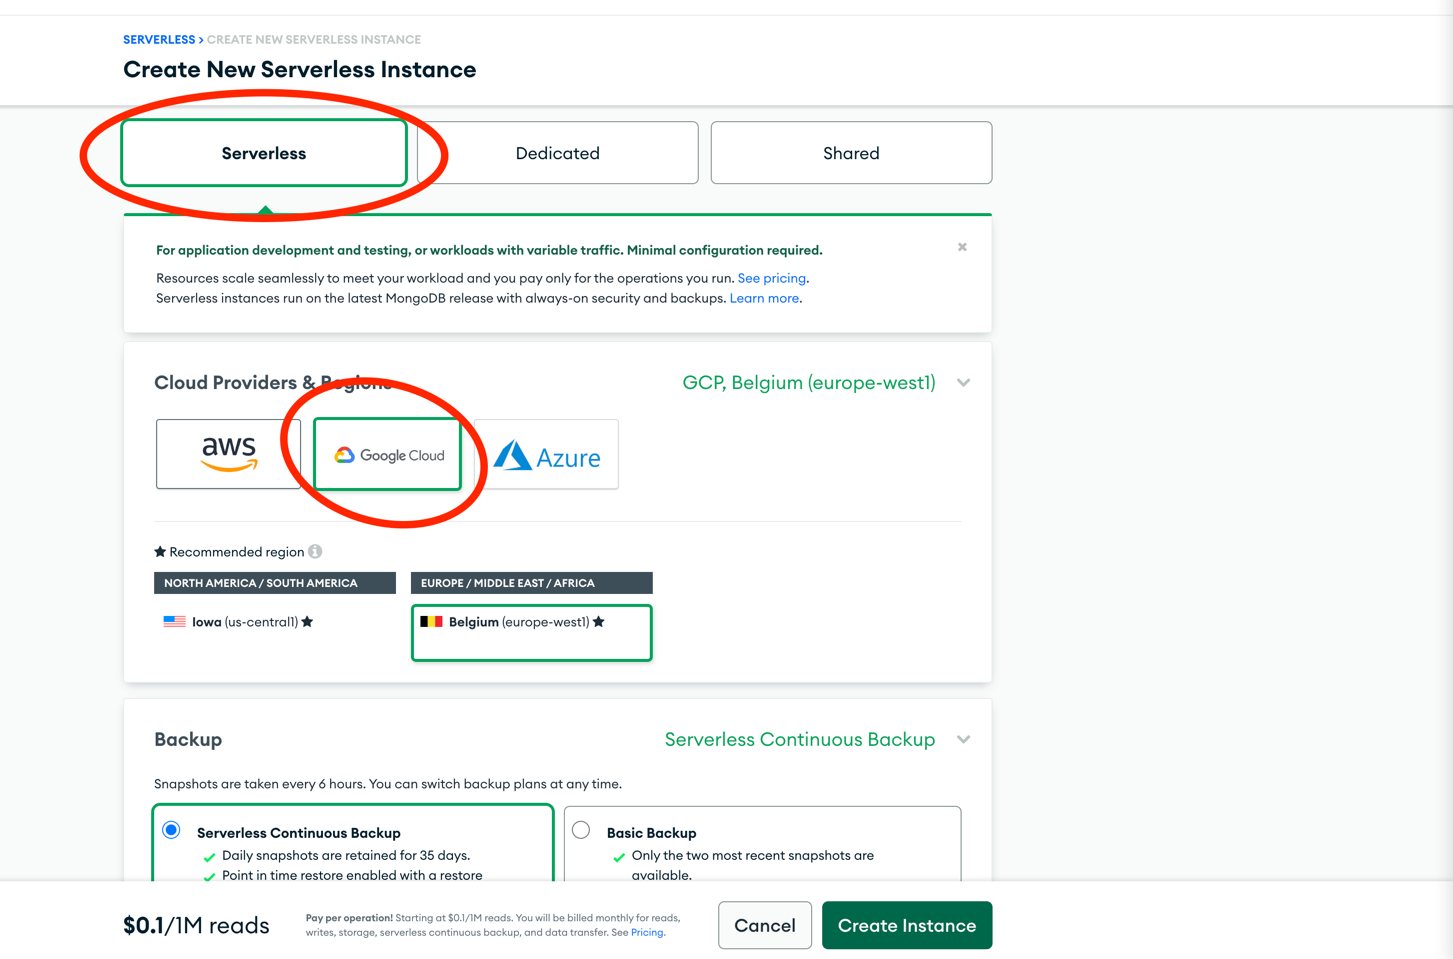 SERVERLESS > CREATE NEW SERVERLESS INSTANCE
Create New Serverless Instance
Serverless
Dedicated
Shared
For application development and testing, or workloads with variable traffic. Minimal configuration required.
Resources scale seamlessly to meet your workload and you pay only for the operations you run. See pricing.
Serverless instances run on the latest MongoDB release with always-on security and backups. Learn more.
Cloud Providers & Regions
GCP, Belgium (europe-west1)
aws
Google Cloud
Azure
Recommended region
NORTH AMERICA / SOUTH AMERICA
EUROPE / MIDDLE EAST / AFRICA
Iowa (us-central1)
Belgium (europe-west1)
Backup
Serverless Continuous Backup
Snapshots are taken every 6 hours. You can switch backup plans at any time.
Serverless Continuous Backup
Daily snapshots are retained for 35 days.
Point in time restore enabled with a restore
Basic Backup
Only the two most recent snapshots are
available.
$0.1/1M reads
Pay per operation! Starting at $0.1/1M reads. You will be billed monthly for reads,
writes, storage, serverless continuous backup, and data transfer. See Pricing.
Cancel
Create Instance